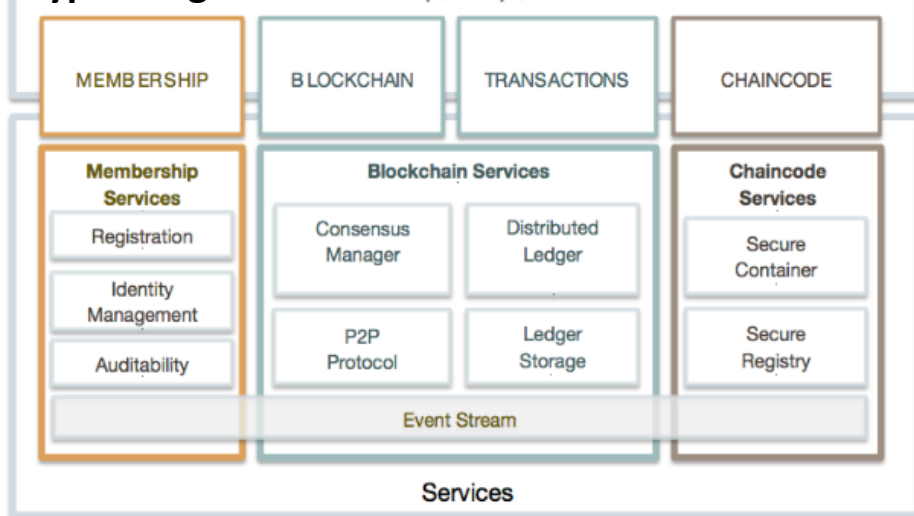 MEMBERSHIP
BLOCKCHAIN
TRANSACTIONS
CHAINCODE
Membership
Services
Registration
Identity
Management
Auditability
Blockchain Services
Consensus
Manager
Distributed
Ledger
P2P
Protocol
Ledger
Storage
Chaincode
Services
Secure
Container
Secure
Registry
Event Stream
Services